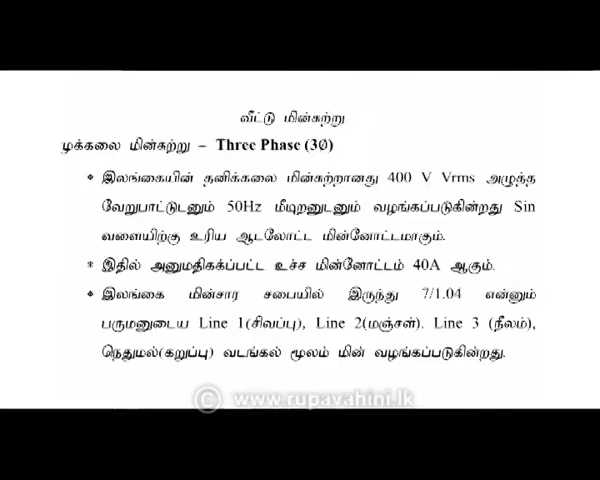 வீட்டு மின்சுற்று
ழக்கலை மின்சுற்று – Three Phase (3Ø)
* இலங்கையின் தனிக்கலை மின்சுற்றானது 400 V Vrms அழுத்த
வேறுபாட்டுடனும் 50Hz மீடிறனுடனும் வழங்கப்படுகின்றது Sin
வளையிற்கு உரிய ஆடலோட்ட மின்னோட்டமாகும்.
* இதில் அனுமதிகக்ப்பட்ட உச்ச மின்னோட்டம் 40A ஆகும்.
* இலங்கை மின்சார சபையில் இருந்து 7/1.04 என்னும்
பருமனுடைய Line 1(சிவப்பு), Line 2(மஞ்சள்). Line 3 (நீலம்),
நெதுமல்(கறுப்பு) வடங்கல் மூலம் மின் வழங்கப்படுகின்றது.
© www.rupavahini.lk